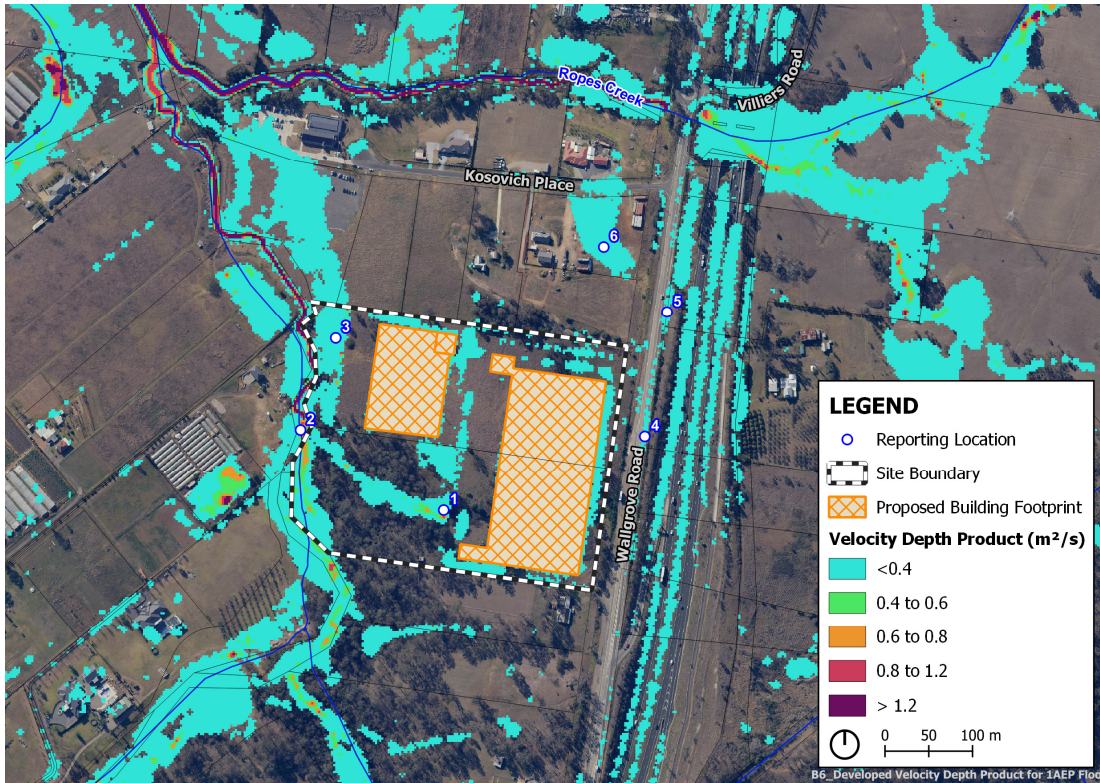 Ropes Creek
Villiers Road
Kosovich Place
6
5
3
2
4
1
Wallgrove Road
LEGEND
Reporting Location
Site Boundary
Proposed Building Footprint
Velocity Depth Product (m²/s)
<0.4
0.4 to 0.6
0.6 to 0.8
0.8 to 1.2
> 1.2
0 50 100 m
B6_Developed Velocity Depth Product for 1AEP Floo